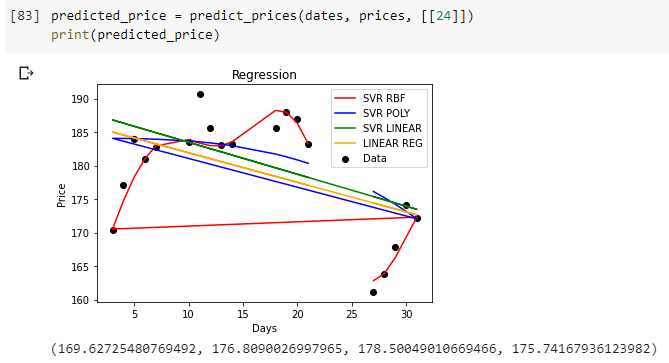 [83] predicted_price = predict_prices(dates, prices, [[24]])
print(predicted_price)
Regression
SVR RBF
SVR POLY
SVR LINEAR
LINEAR REG
Data
190
185
180
175
170
165
160
Price
5 10 15 20 25 30
Days
(169.62725480769492, 176.8090026997965, 178.50049010669466, 175.74167936123982)